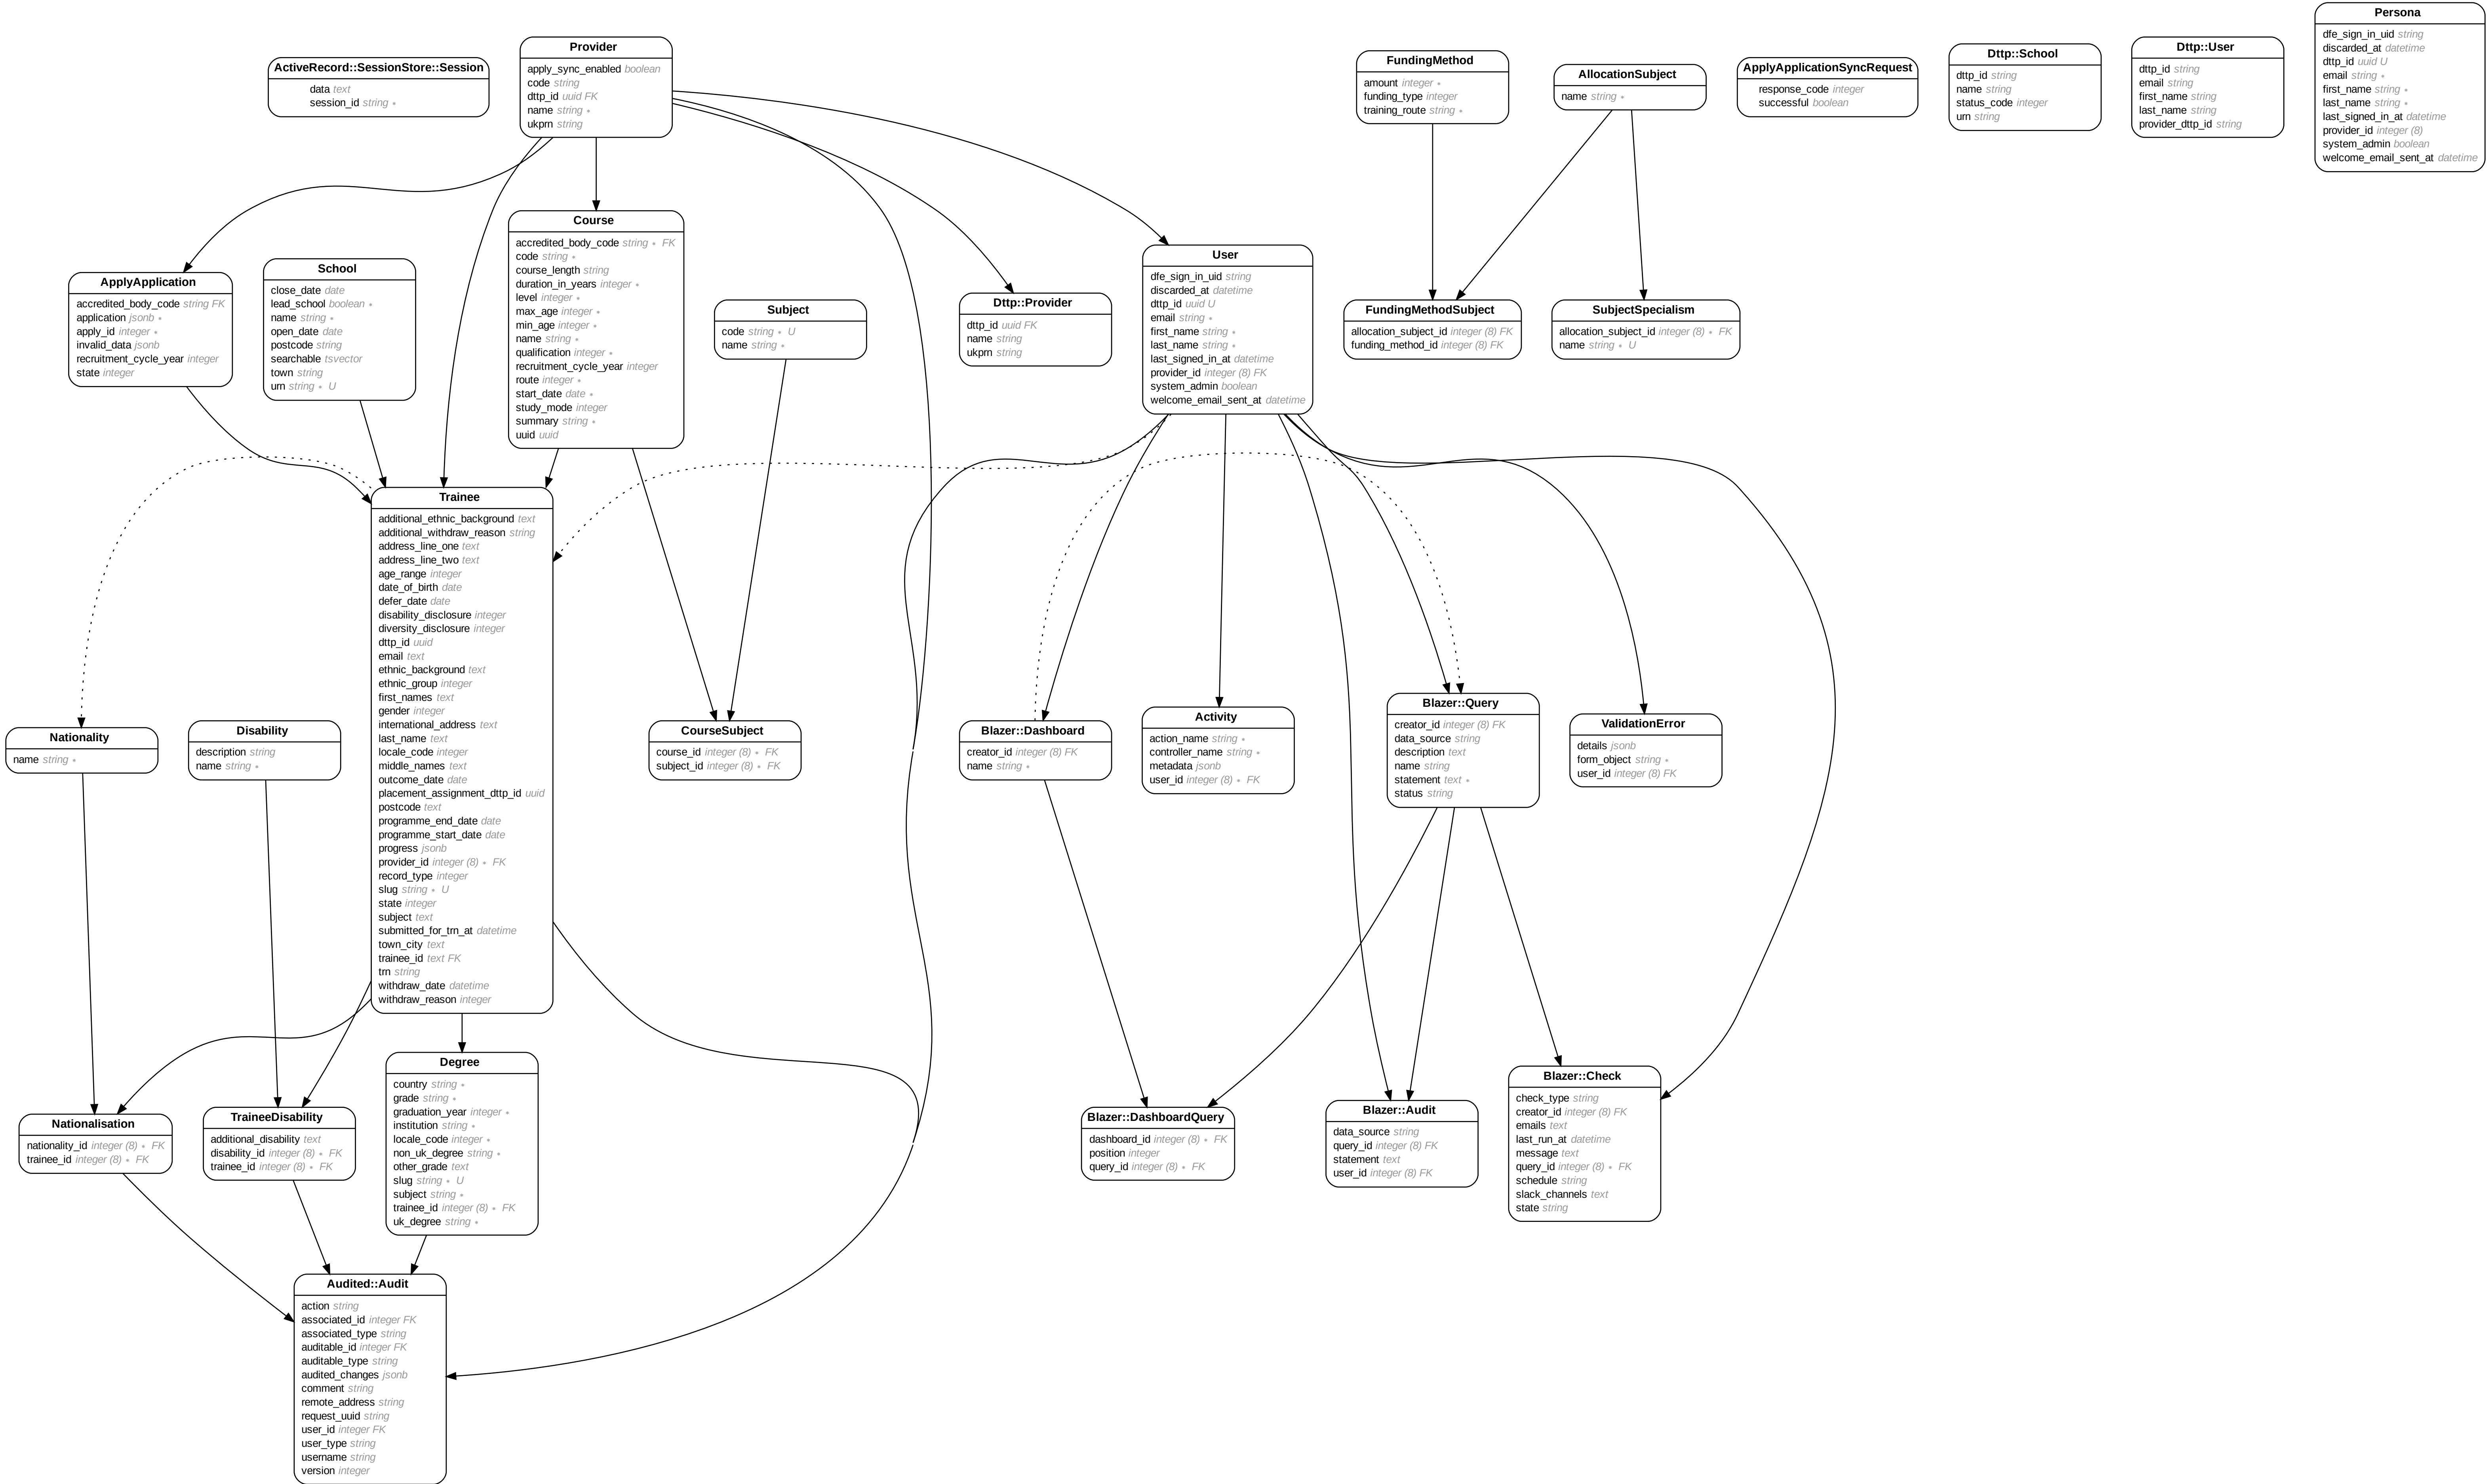 ActiveRecord::SessionStore::Session
data text
session_id string *
Provider
apply_sync_enabled boolean
code string
dttp_id uuid FK
name string *
ukprn string
FundingMethod
amount integer *
funding_type integer
training_route string *
AllocationSubject
name string *
ApplyApplicationSyncRequest
response_code integer
successful boolean
Dttp::School
dttp_id string
name string
status_code integer
urn string
Dttp::User
dttp_id string
email string
first_name string
last_name string
provider_dttp_id string
Persona
dfe_sign_in_uid string
discarded_at datetime
dttp_id uuid U
email string *
first_name string *
last_name string *
last_signed_in_at datetime
provider_id integer (8)
system_admin boolean
welcome_email_sent_at datetime
ApplyApplication
accredited_body_code string FK
application jsonb *
apply_id integer *
invalid_data jsonb
recruitment_cycle_year integer
state integer
School
close_date date
lead_school boolean *
name string *
open_date date
postcode string
searchable tsvector
town string
urn string * U
Course
accredited_body_code string * FK
code string *
course_length string
duration_in_years integer *
level integer *
max_age integer *
min_age integer *
name string *
qualification integer *
recruitment_cycle_year integer
route integer *
start_date date *
study_mode integer
summary string *
uuid uuid
Subject
code string * U
name string *
Dttp::Provider
dttp_id uuid FK
name string
ukprn string
User
dfe_sign_in_uid string
discarded_at datetime
dttp_id uuid U
email string *
first_name string *
last_name string *
last_signed_in_at datetime
provider_id integer (8) FK
system_admin boolean
welcome_email_sent_at datetime
FundingMethodSubject
allocation_subject_id integer (8) FK
funding_method_id integer (8) FK
SubjectSpecialism
allocation_subject_id integer (8) * FK
name string * U
Trainee
additional_ethnic_background text
additional_withdraw_reason string
address_line_one text
address_line_two text
age_range integer
date_of_birth date
defer_date date
disability_disclosure integer
diversity_disclosure integer
dttp_id uuid
email text
ethnic_background text
ethnic_group integer
first_names text
gender integer
international_address text
last_name text
locale_code integer
middle_names text
outcome_date date
placement_assignment_dttp_id uuid
postcode text
programme_end_date date
programme_start_date date
progress jsonb
provider_id integer (8) * FK
record_type integer
slug string * U
state integer
subject text
submitted_for_trn_at datetime
town_city text
trainee_id text FK
trn string
withdraw_date datetime
withdraw_reason integer
Nationality
name string *
Disability
description string
name string *
CourseSubject
course_id integer (8) * FK
subject_id integer (8) * FK
Blazer::Dashboard
creator_id integer (8) FK
name string *
Activity
action_name string *
controller_name string *
metadata jsonb
user_id integer (8) * FK
Blazer::Query
creator_id integer (8) FK
data_source string
description text
name string
statement text *
status string
ValidationError
details jsonb
form_object string *
user_id integer (8) FK
Nationalisation
nationality_id integer (8) * FK
trainee_id integer (8) * FK
TraineeDisability
additional_disability text
disability_id integer (8) * FK
trainee_id integer (8) * FK
Degree
country string *
grade string *
graduation_year integer *
institution string *
locale_code integer *
non_uk_degree string *
other_grade text
slug string * U
subject string *
trainee_id integer (8) * FK
uk_degree string *
Blazer::DashboardQuery
dashboard_id integer (8) * FK
position integer
query_id integer (8) * FK
Blazer::Audit
data_source string
query_id integer (8) FK
statement text
user_id integer (8) FK
Blazer::Check
check_type string
creator_id integer (8) FK
emails text
last_run_at datetime
message text
query_id integer (8) * FK
schedule string
slack_channels text
state string
Audited::Audit
action string
associated_id integer FK
associated_type string
auditable_id integer FK
auditable_type string
audited_changes jsonb
comment string
remote_address string
request_uuid string
user_id integer FK
user_type string
username string
version integer